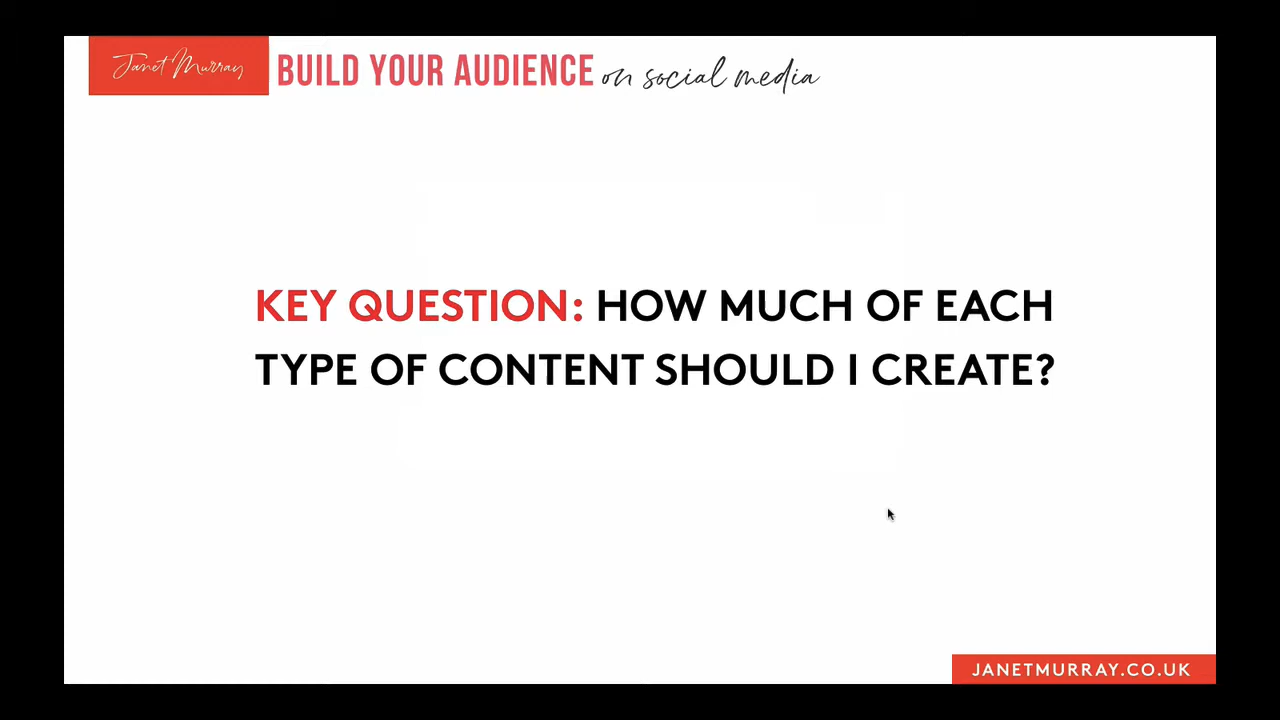 Janet Murray BUILD YOUR AUDIENCE on social media
KEY QUESTION: HOW MUCH OF EACH
TYPE OF CONTENT SHOULD I CREATE?
JANETMURRAY.CO.UK